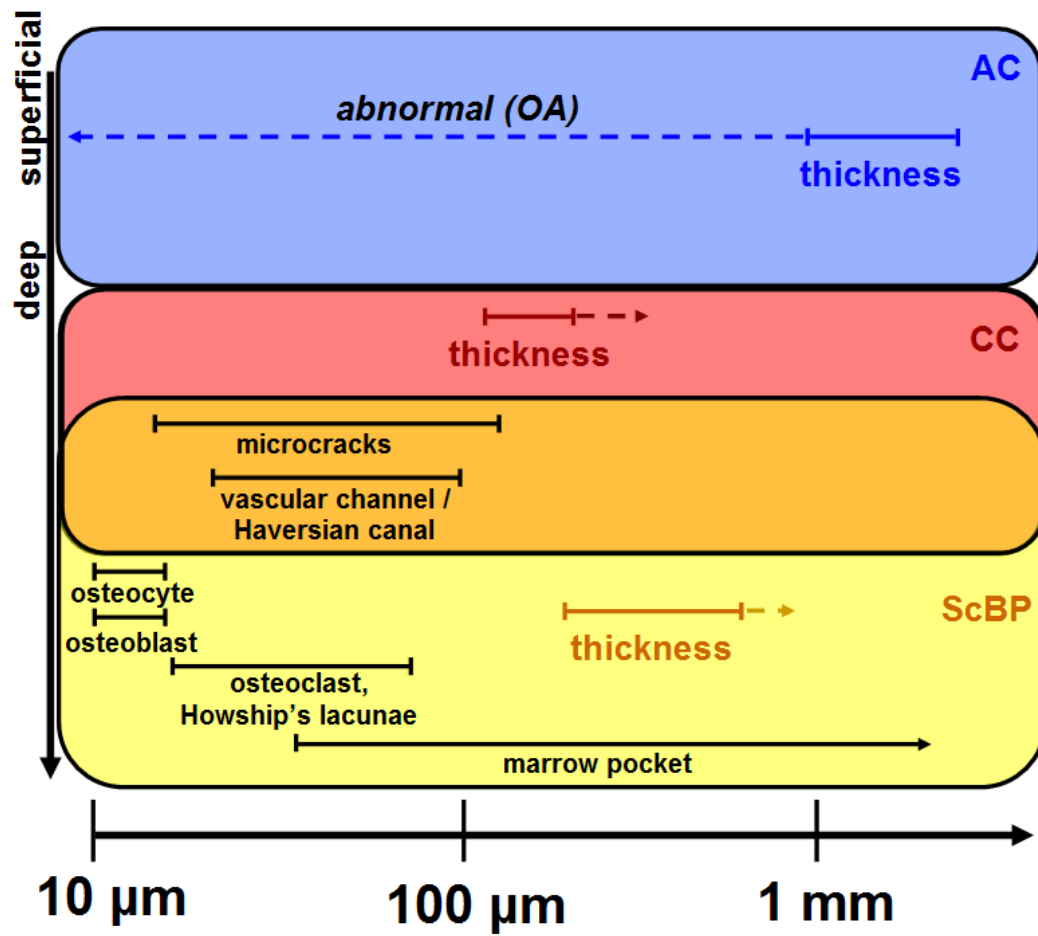 superficial
deep
AC
abnormal (OA)
thickness
CC
thickness
microcracks
vascular channel /
Haversian canal
osteocyte
osteoblast
ScBP
thickness
osteoclast,
Howship's lacunae
marrow pocket
10 µm
100 µm
1 mm